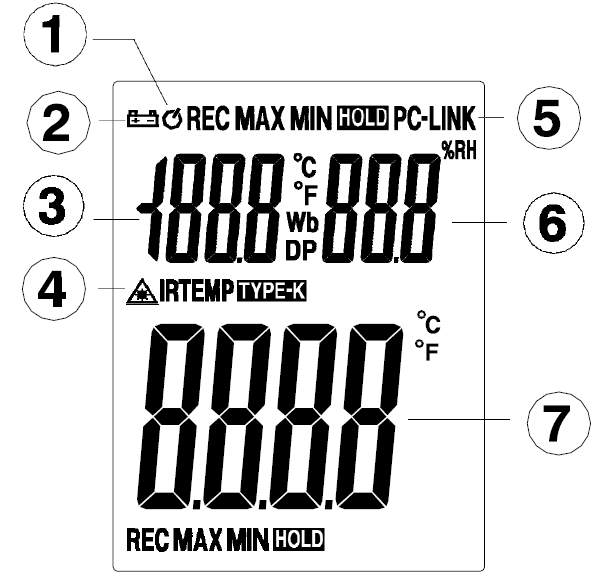 1
2
REC MAX MIN HOLD PC-LINK
5
%RH
3
188.8
°C
°F
Wb
DP
88.8
6
4
IRTEMP TYPE-K
8.8.8.8
°C
°F
7
REC MAX MIN HOLD